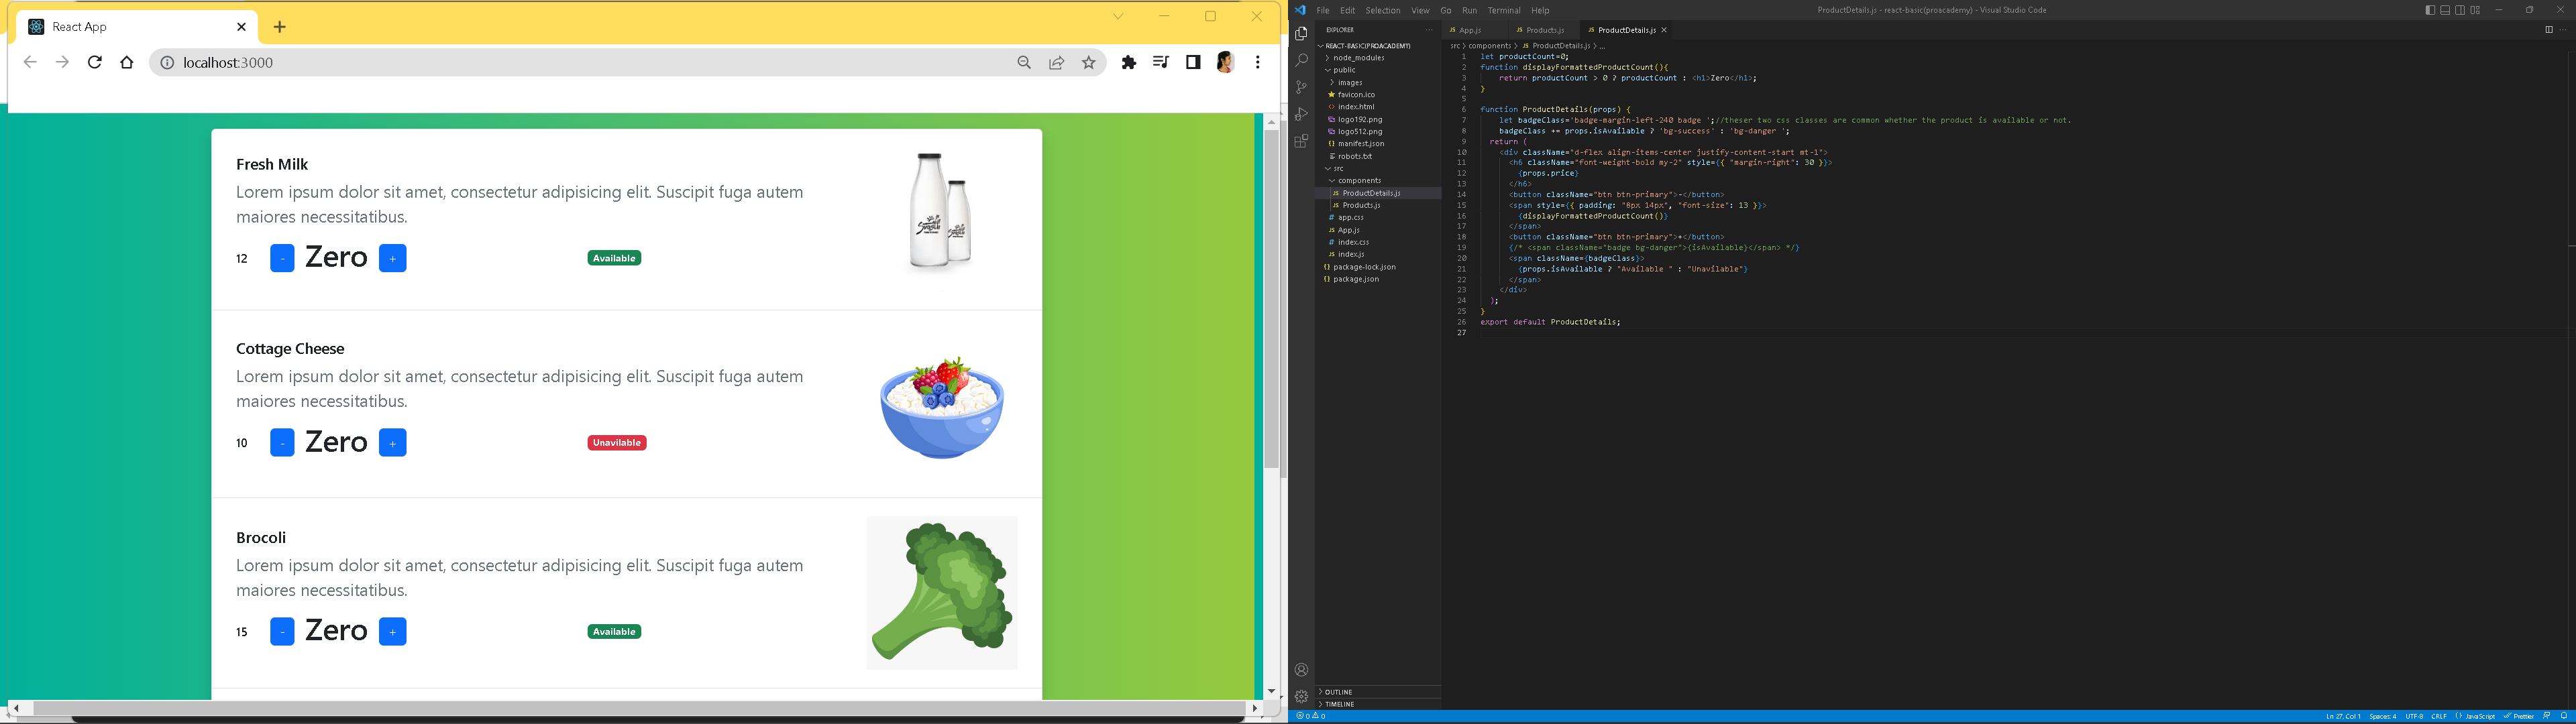 React App
localhost:3000
Fresh Milk
Lorem ipsum dolor sit amet, consectetur adipisicing elit. Suscipit fuga autem
maiores necessitatibus.
12 - Zero + Available
Cottage Cheese
Lorem ipsum dolor sit amet, consectetur adipisicing elit. Suscipit fuga autem
maiores necessitatibus.
10 - Zero + Unavilable
Brocoli
Lorem ipsum dolor sit amet, consectetur adipisicing elit. Suscipit fuga autem
maiores necessitatibus.
15 - Zero + Available
File Edit Selection View Go Run Terminal Help
ProductDetails.js - react-basic(proacademy) - Visual Studio Code
EXPLORER
REACT-BASIC(PROACADEMY)
node_modules
public
images
favicon.ico
index.html
logo192.png
logo512.png
manifest.json
robots.txt
src
components
ProductDetails.js
Products.js
app.css
App.js
index.css
index.js
package-lock.json
package.json
OUTLINE
TIMELINE
JS App.js JS Products.js JS ProductDetails.js
src > components > JS ProductDetails.js > ...
1 let productCount=0;
2 function displayFormattedProductCount(){
3 return productCount > 0 ? productCount : <h1>Zero</h1>;
4 }
5
6 function ProductDetails(props) {
7 let badgeClass='badge-margin-left-240 badge ';//theser two css classes are common whether the product is available or not.
8 badgeClass += props.isAvailable ? 'bg-success' : 'bg-danger ';
9 return (
10 <div className="d-flex align-items-center justify-content-start mt-1">
11 <h6 className="font-weight-bold my-2" style={{ "margin-right": 30 }}>
12 {props.price}
13 </h6>
14 <button className="btn btn-primary">-</button>
15 <span style={{ padding: "8px 14px", "font-size": 13 }}>
16 {displayFormattedProductCount()}
17 </span>
18 <button className="btn btn-primary">+</button>
19 {/* <span className="badge bg-danger">{isAvailable}</span> */}
20 <span className={badgeClass}>
21 {props.isAvailable ? "Available " : "Unavilable"}
22 </span>
23 </div>
24 );
25 }
26 export default ProductDetails;
27
0 0
Ln 27, Col 1 Spaces: 4 UTF-8 CRLF {} JavaScript Prettier